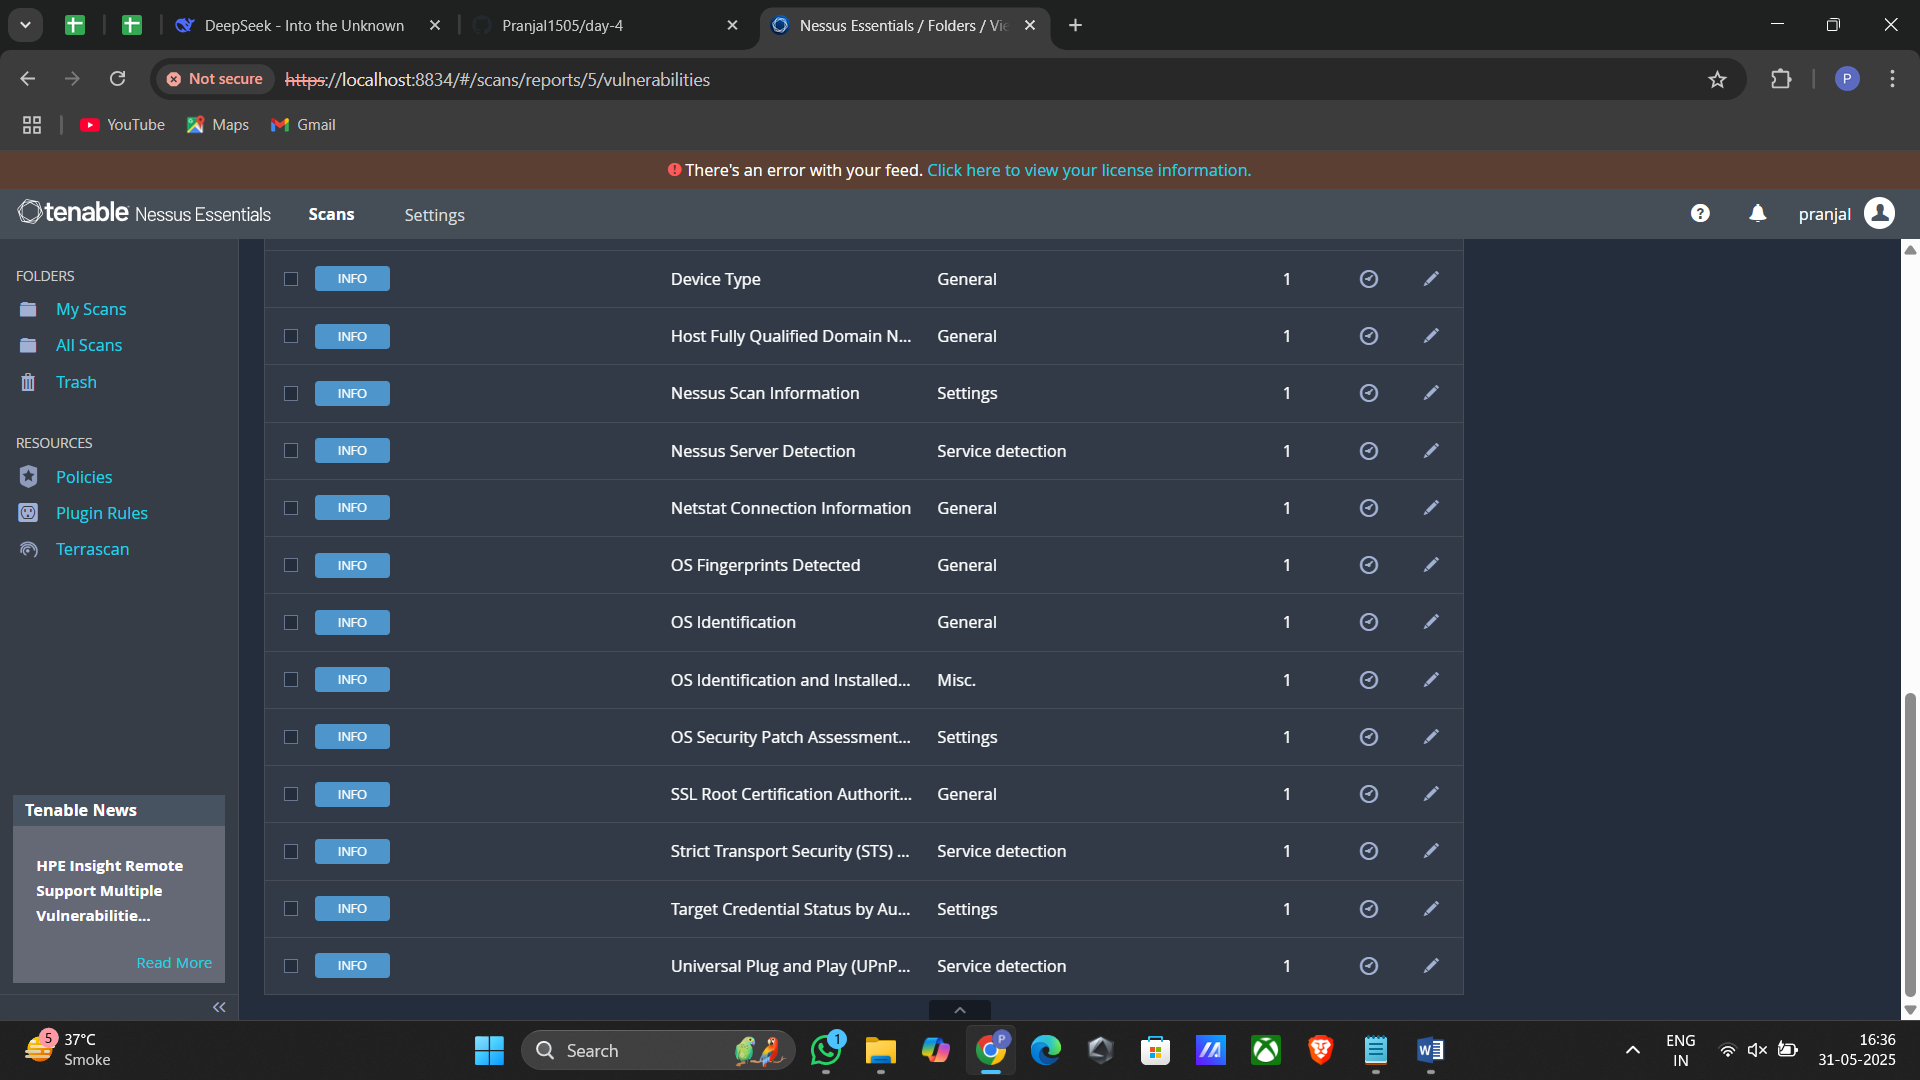 DeepSeek - Into the Unknown
Pranjal1505/day-4
Nessus Essentials / Folders / Vie
Not secure
https://localhost:8834/#/scans/reports/5/vulnerabilities
P
YouTube
Maps
Gmail
There's an error with your feed. Click here to view your license information.
tenable Nessus Essentials
Scans
Settings
?
pranjal
FOLDERS
My Scans
All Scans
Trash
RESOURCES
Policies
Plugin Rules
Terrascan
Tenable News
HPE Insight Remote
Support Multiple
Vulnerabilitie...
Read More
INFO Device Type General 1
INFO Host Fully Qualified Domain N... General 1
INFO Nessus Scan Information Settings 1
INFO Nessus Server Detection Service detection 1
INFO Netstat Connection Information General 1
INFO OS Fingerprints Detected General 1
INFO OS Identification General 1
INFO OS Identification and Installed... Misc. 1
INFO OS Security Patch Assessment... Settings 1
INFO SSL Root Certification Authorit... General 1
INFO Strict Transport Security (STS) ... Service detection 1
INFO Target Credential Status by Au... Settings 1
INFO Universal Plug and Play (UPnP... Service detection 1
5
37°C
Smoke
Search
1
P
ENG
IN
16:36
31-05-2025